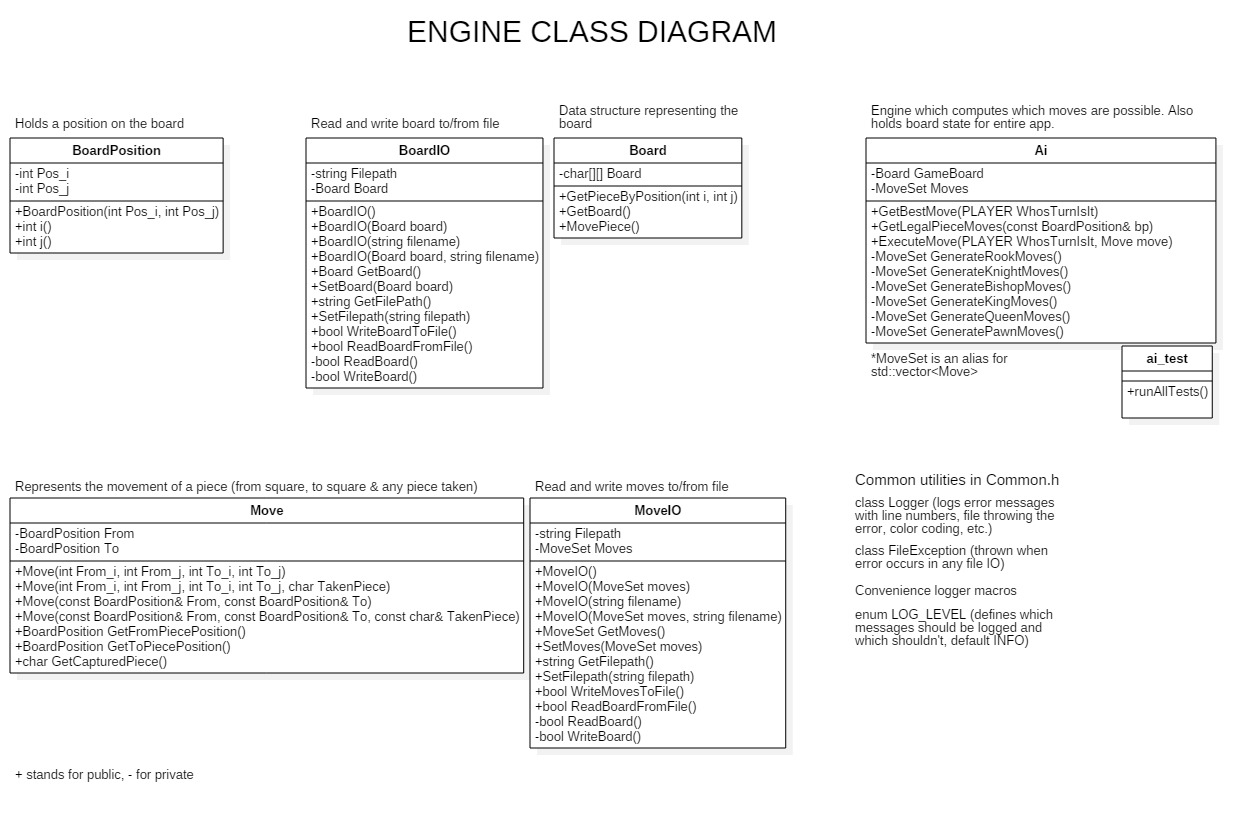 ENGINE CLASS DIAGRAM
Holds a position on the board
BoardPosition
-int Pos_i
-int Pos_j
+BoardPosition(int Pos_i, int Pos_j)
+int i()
+int j()
Read and write board to/from file
BoardIO
-string Filepath
-Board Board
+BoardIO()
+BoardIO(Board board)
+BoardIO(string filename)
+BoardIO(Board board, string filename)
+Board GetBoard()
+SetBoard(Board board)
+string GetFilePath()
+SetFilepath(string filepath)
+bool WriteBoardToFile()
+bool ReadBoardFromFile()
-bool ReadBoard()
-bool WriteBoard()
Data structure representing the
board
Board
-char[][] Board
+GetPieceByPosition(int i, int j)
+GetBoard()
+MovePiece()
Engine which computes which moves are possible. Also
holds board state for entire app.
Ai
-Board GameBoard
-MoveSet Moves
+GetBestMove(PLAYER WhosTurnIsIt)
+GetLegalPieceMoves(const BoardPosition& bp)
+ExecuteMove(PLAYER WhosTurnIsIt, Move move)
-MoveSet GenerateRookMoves()
-MoveSet GenerateKnightMoves()
-MoveSet GenerateBishopMoves()
-MoveSet GenerateKingMoves()
-MoveSet GenerateQueenMoves()
-MoveSet GeneratePawnMoves()
*MoveSet is an alias for
std::vector<Move>
ai_test
+runAllTests()
Represents the movement of a piece (from square, to square & any piece taken)
Move
-BoardPosition From
-BoardPosition To
+Move(int From_i, int From_j, int To_i, int To_j)
+Move(int From_i, int From_j, int To_i, int To_j, char TakenPiece)
+Move(const BoardPosition& From, const BoardPosition& To)
+Move(const BoardPosition& From, const BoardPosition& To, const char& TakenPiece)
+BoardPosition GetFromPiecePosition()
+BoardPosition GetToPiecePosition()
+char GetCapturedPiece()
Read and write moves to/from file
MoveIO
-string Filepath
-MoveSet Moves
+MoveIO()
+MoveIO(MoveSet moves)
+MoveIO(string filename)
+MoveIO(MoveSet moves, string filename)
+MoveSet GetMoves()
+SetMoves(MoveSet moves)
+string GetFilepath()
+SetFilepath(string filepath)
+bool WriteMovesToFile()
+bool ReadBoardFromFile()
-bool ReadBoard()
-bool WriteBoard()
Common utilities in Common.h
class Logger (logs error messages
with line numbers, file throwing the
error, color coding, etc.)
class FileException (thrown when
error occurs in any file IO)
Convenience logger macros
enum LOG_LEVEL (defines which
messages should be logged and
which shouldn't, default INFO)
+ stands for public, - for private